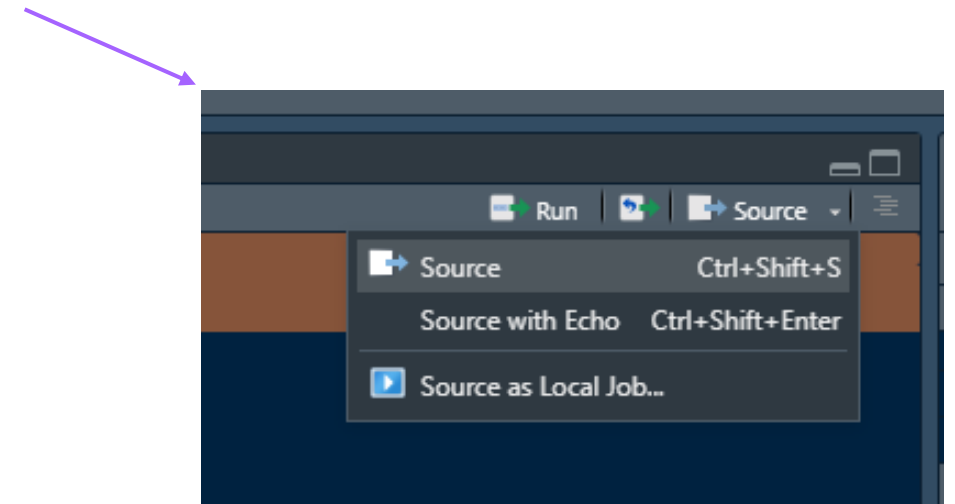 Run Source
Source Ctrl+Shift+S
Source with Echo Ctrl+Shift+Enter
Source as Local Job...